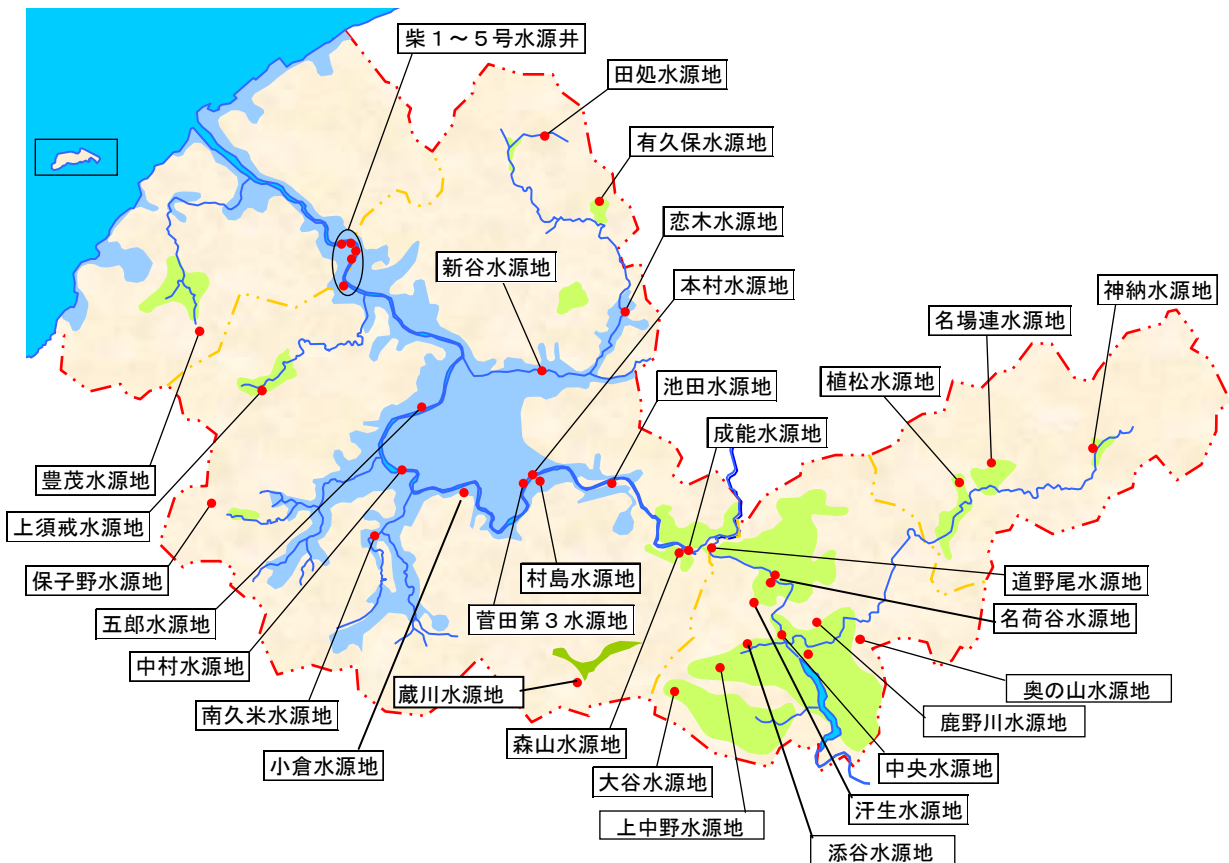 柴１～５号水源井
田処水源地
有久保水源地
恋木水源地
新谷水源地
本村水源地
神納水源地
名場連水源地
植松水源地
池田水源地
成能水源地
豊茂水源地
上須戒水源地
保子野水源地
五郎水源地
中村水源地
南久米水源地
小倉水源地
村島水源地
菅田第３水源地
蔵川水源地
森山水源地
大谷水源地
上中野水源地
添谷水源地
汗生水源地
中央水源地
鹿野川水源地
奥の山水源地
名荷谷水源地
道野尾水源地